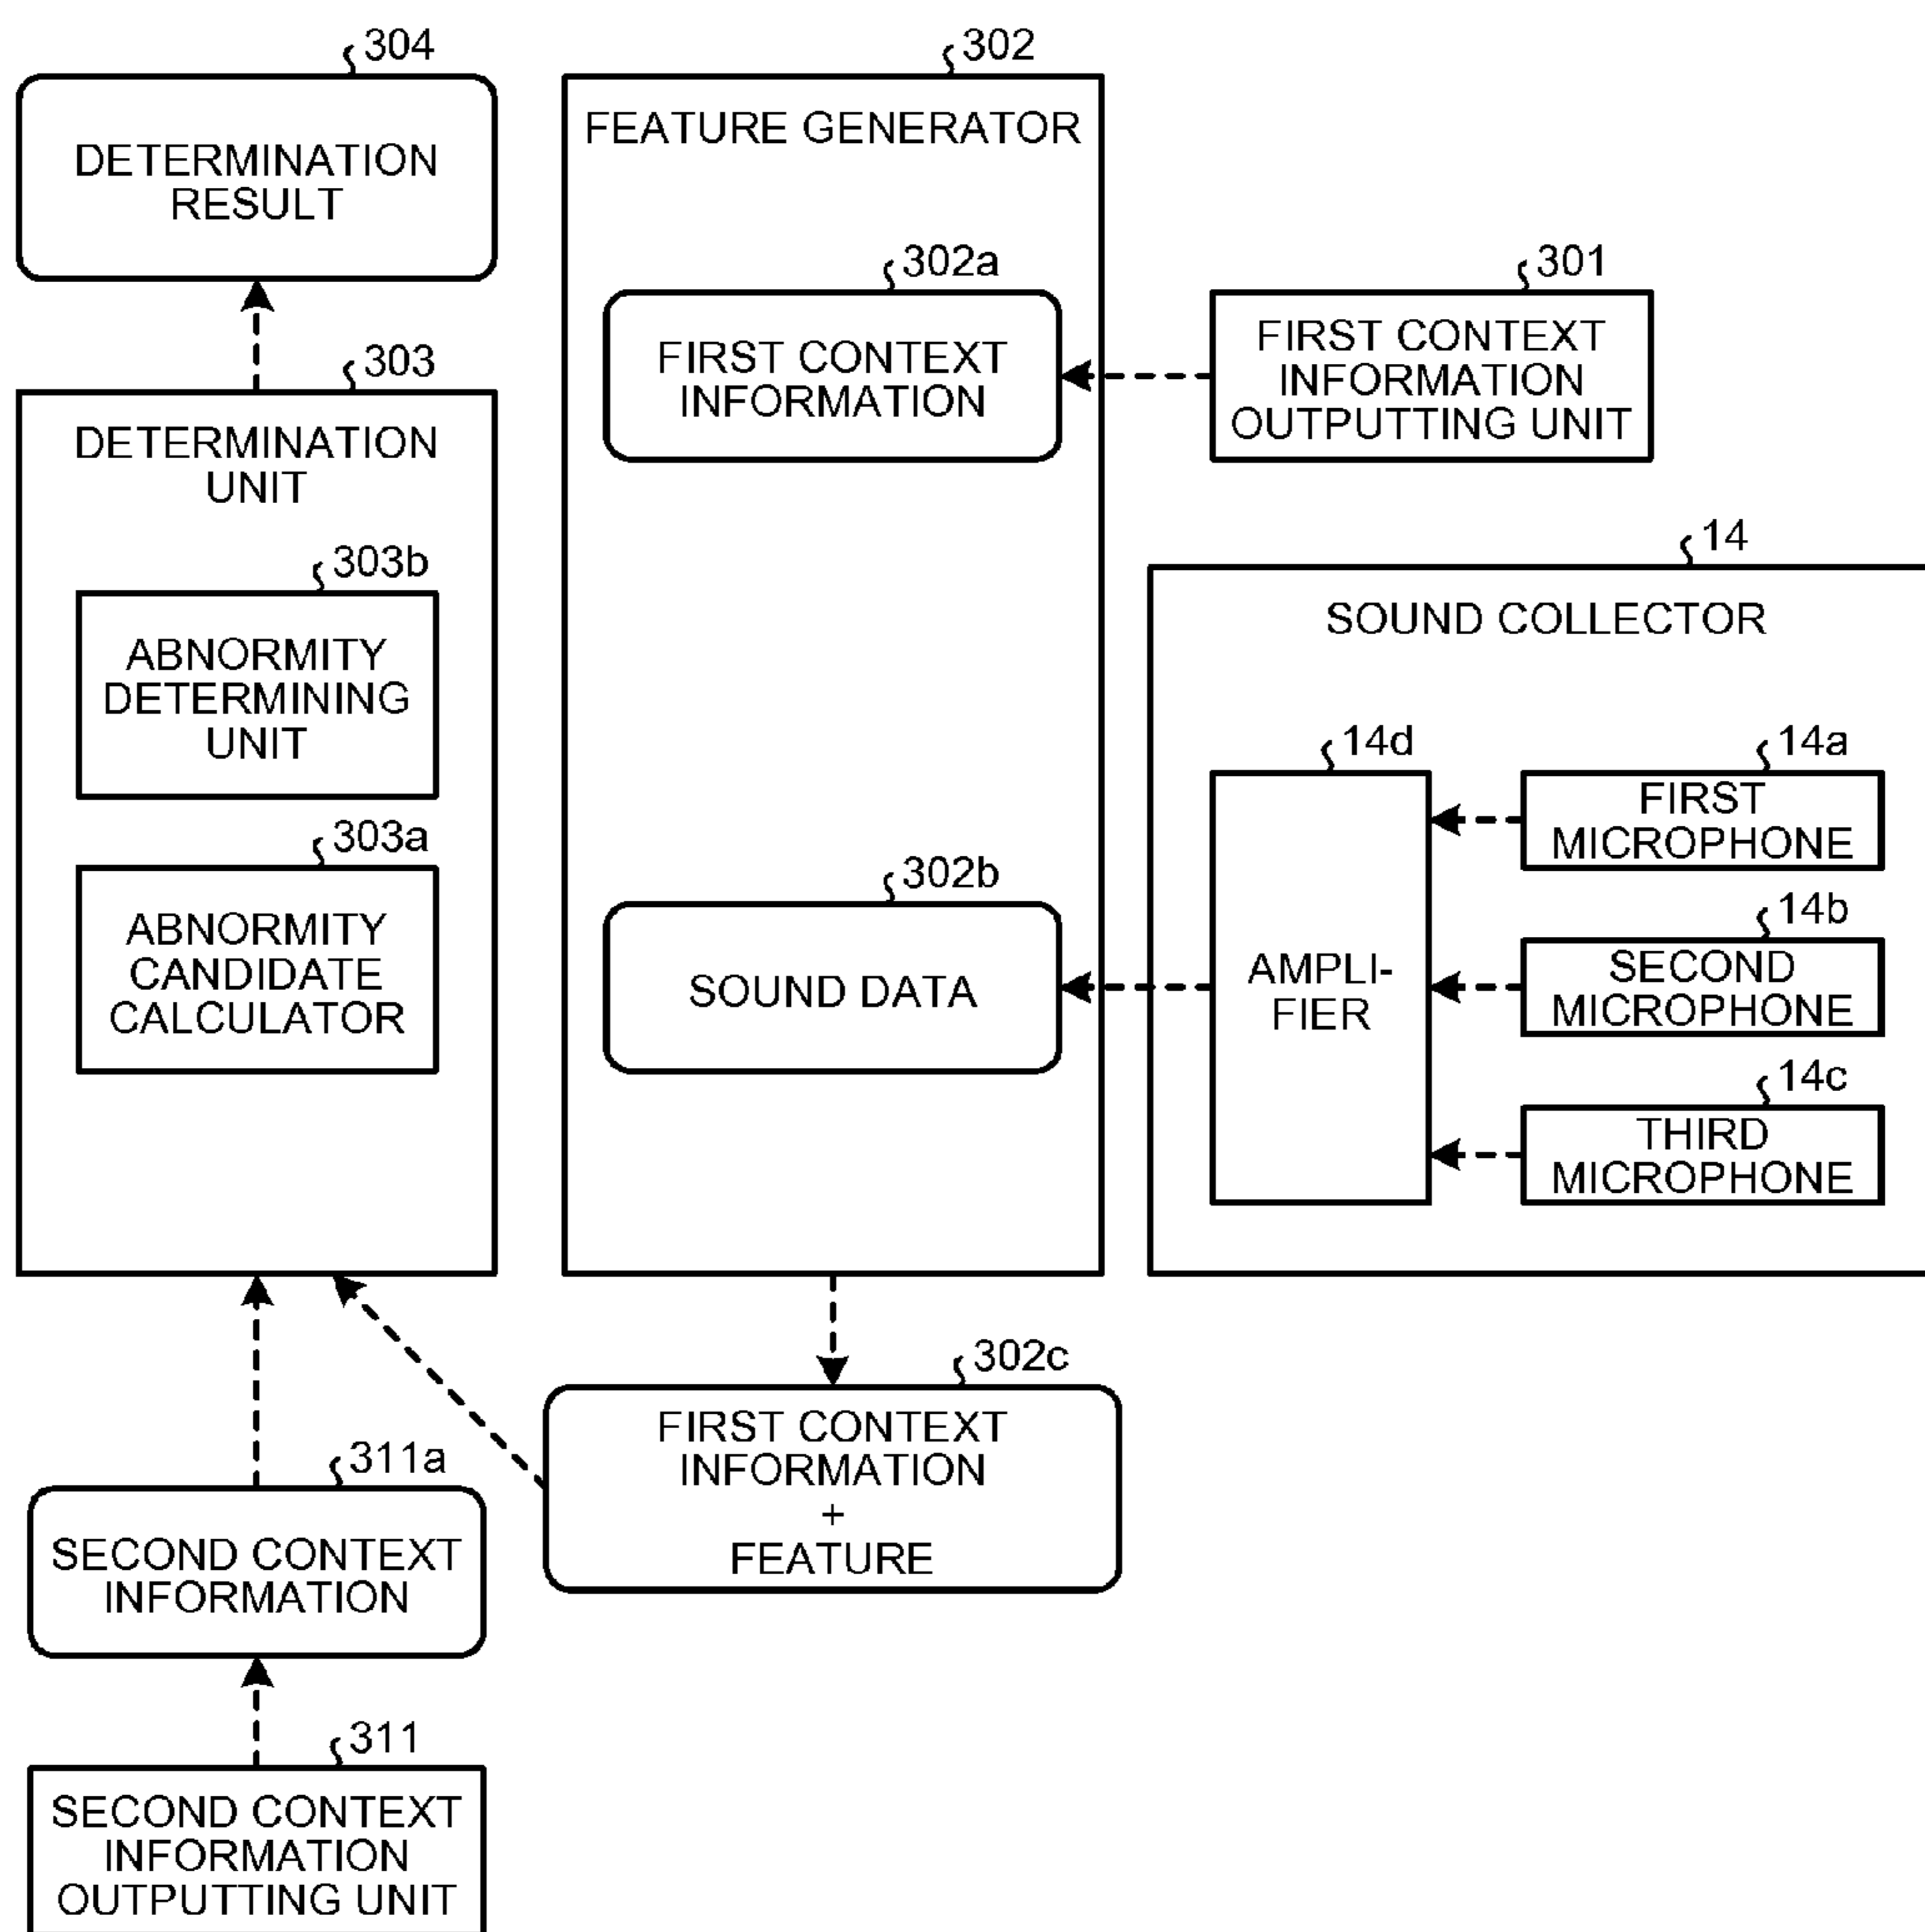 304
DETERMINATION
RESULT
302
FEATURE GENERATOR
302a
FIRST CONTEXT
INFORMATION
301
FIRST CONTEXT
INFORMATION
OUTPUTTING UNIT
303
DETERMINATION
UNIT
303b
ABNORMITY
DETERMINING
UNIT
303a
ABNORMITY
CANDIDATE
CALCULATOR
302b
SOUND DATA
14
SOUND COLLECTOR
14d
AMPLI-
FIER
14a
FIRST
MICROPHONE
14b
SECOND
MICROPHONE
14c
THIRD
MICROPHONE
302c
FIRST CONTEXT
INFORMATION
+
FEATURE
311a
SECOND CONTEXT
INFORMATION
311
SECOND CONTEXT
INFORMATION
OUTPUTTING UNIT